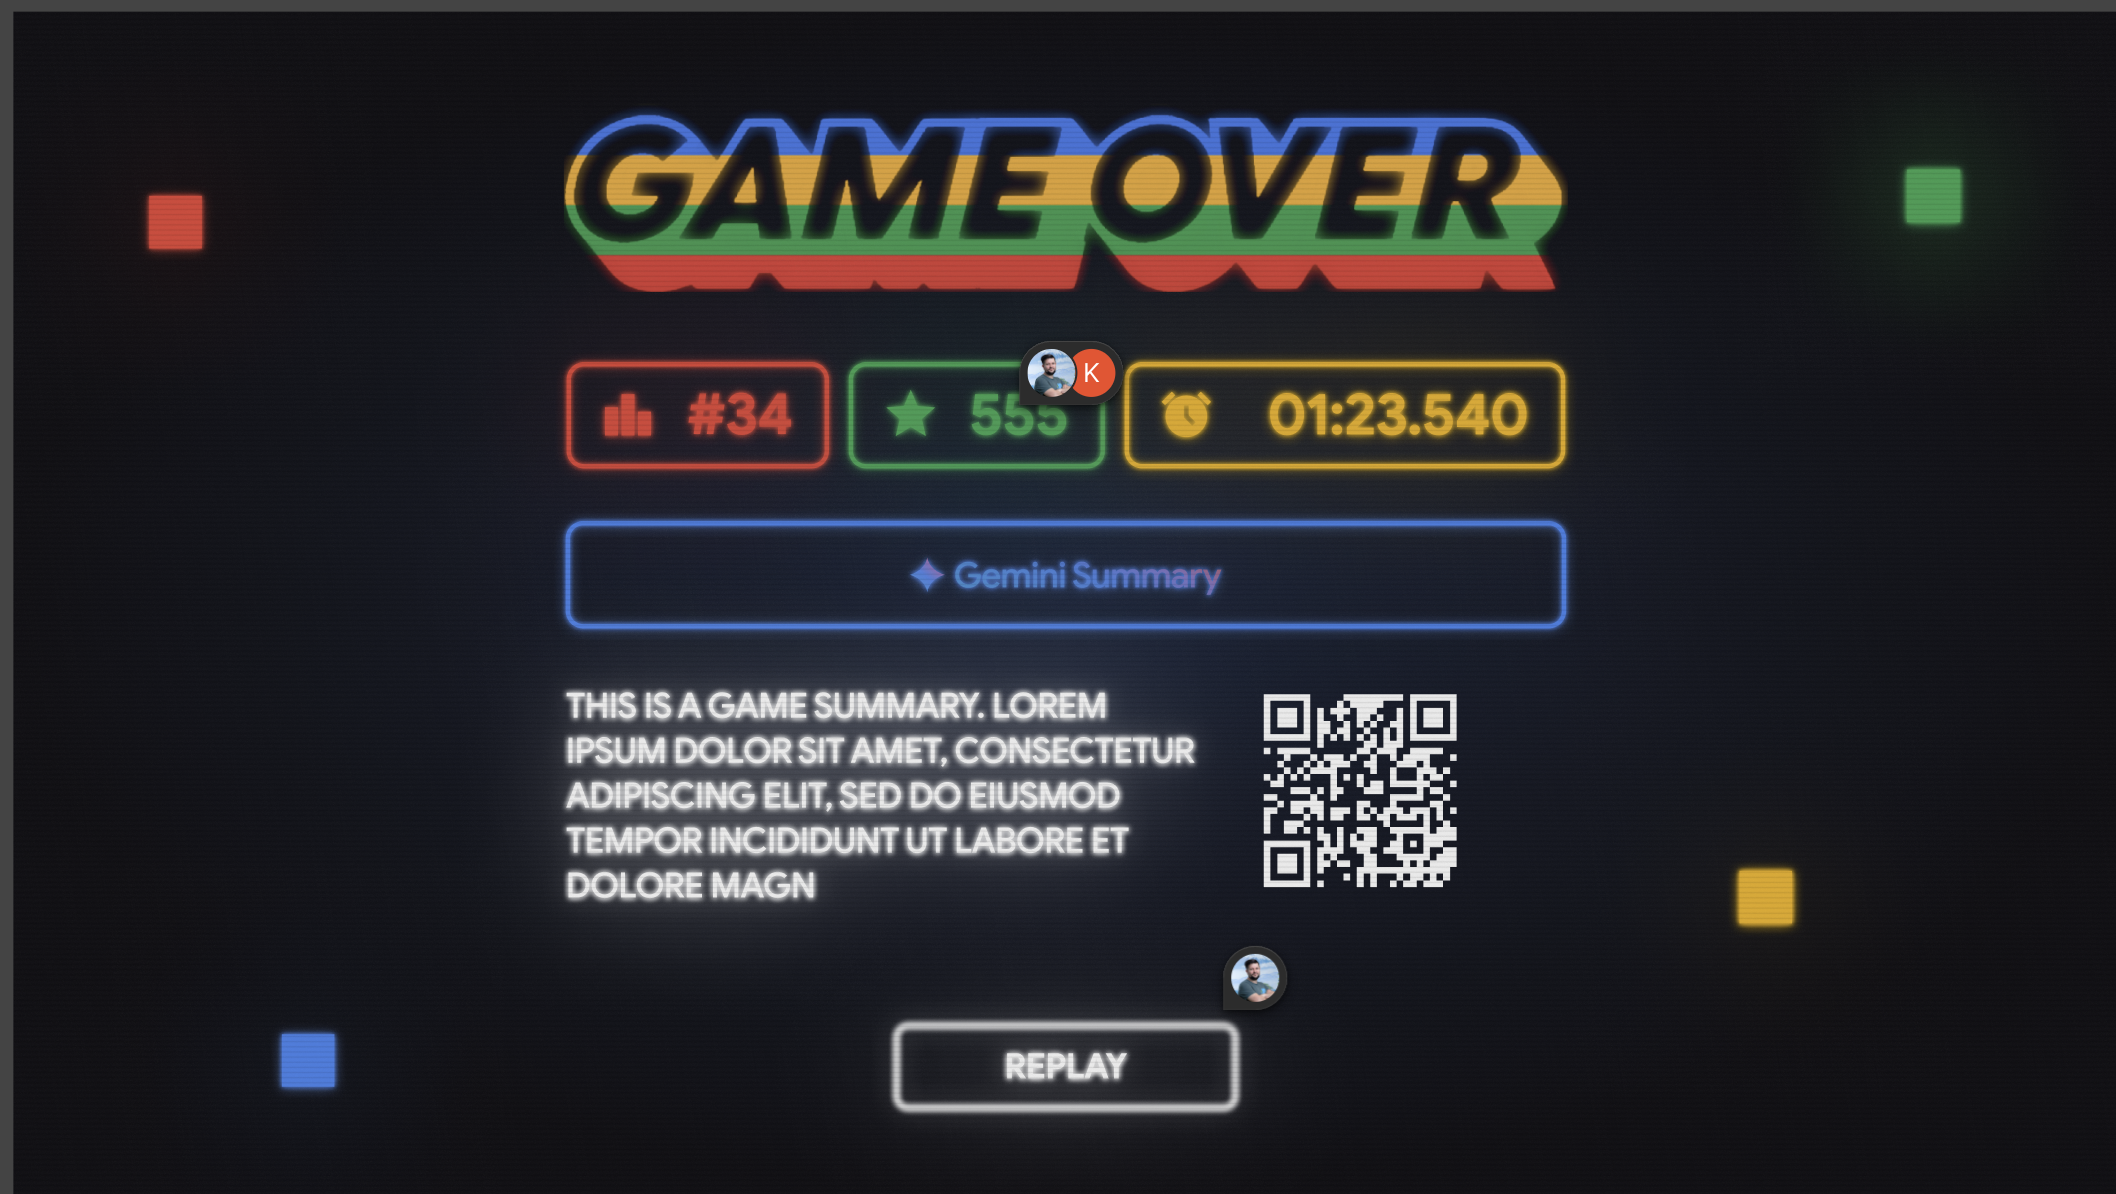 GAME OVER
#34
555
K
01:23.540
Gemini Summary
THIS IS A GAME SUMMARY. LOREM
IPSUM DOLOR SIT AMET, CONSECTETUR
ADIPISCING ELIT, SED DO EIUSMOD
TEMPOR INCIDIDUNT UT LABORE ET
DOLORE MAGN
REPLAY